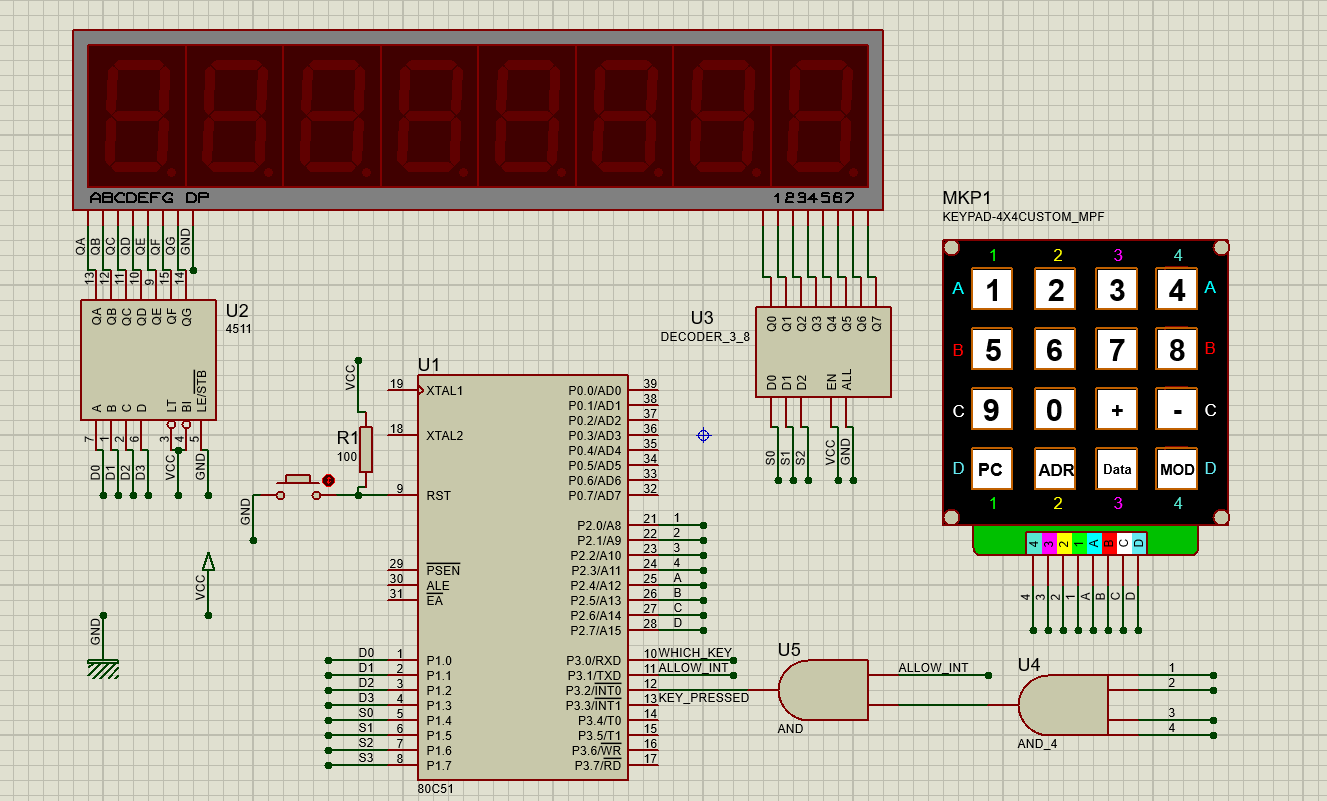 ABCDEFG DP
1234567
QA QB QC QD QE QF QG GND
13 12 11 10 9 15 14
QA QB QC QD QE QF QG
U2
4511
A B C D LT BI LE/STB
7 1 2 6 3 4 5
D0 D1 D2 D3 VCC GND
VCC
GND
VCC
R1
100
GND
U1
19 XTAL1
18 XTAL2
9 RST
29 PSEN
30 ALE
31 EA
D0 1 P1.0
D1 2 P1.1
D2 3 P1.2
D3 4 P1.3
S0 5 P1.4
S1 6 P1.5
S2 7 P1.6
S3 8 P1.7
P0.0/AD0 39
P0.1/AD1 38
P0.2/AD2 37
P0.3/AD3 36
P0.4/AD4 35
P0.5/AD5 34
P0.6/AD6 33
P0.7/AD7 32
P2.0/A8 21 1
P2.1/A9 22 2
P2.2/A10 23 3
P2.3/A11 24 4
P2.4/A12 25 A
P2.5/A13 26 B
P2.6/A14 27 C
P2.7/A15 28 D
P3.0/RXD 10 WHICH_KEY
P3.1/TXD 11 ALLOW_INT
P3.2/INT0 12 KEY_PRESSED
P3.3/INT1 13
P3.4/T0 14
P3.5/T1 15
P3.6/WR 16
P3.7/RD 17
80C51
U3
DECODER_3_8
Q0 Q1 Q2 Q3 Q4 Q5 Q6 Q7
D0 D1 D2 EN ALL
S0 S1 S2 VCC GND
U5
AND
ALLOW_INT
U4
AND_4
1
2
3
4
MKP1
KEYPAD-4X4CUSTOM_MPF
1 2 3 4
A 1 2 3 4 A
B 5 6 7 8 B
C 9 0 + - C
D PC ADR Data MOD D
1 2 3 4
4 3 2 1 A B C D
4 3 2 1 A B C D